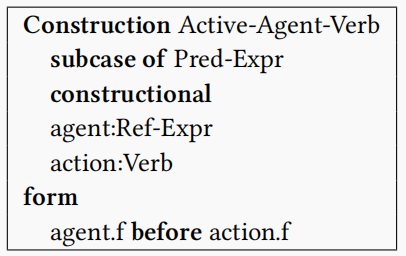 Construction Active-Agent-Verb
subcase of Pred-Expr
constructional
agent:Ref-Expr
action:Verb
form
agent.f before action.f